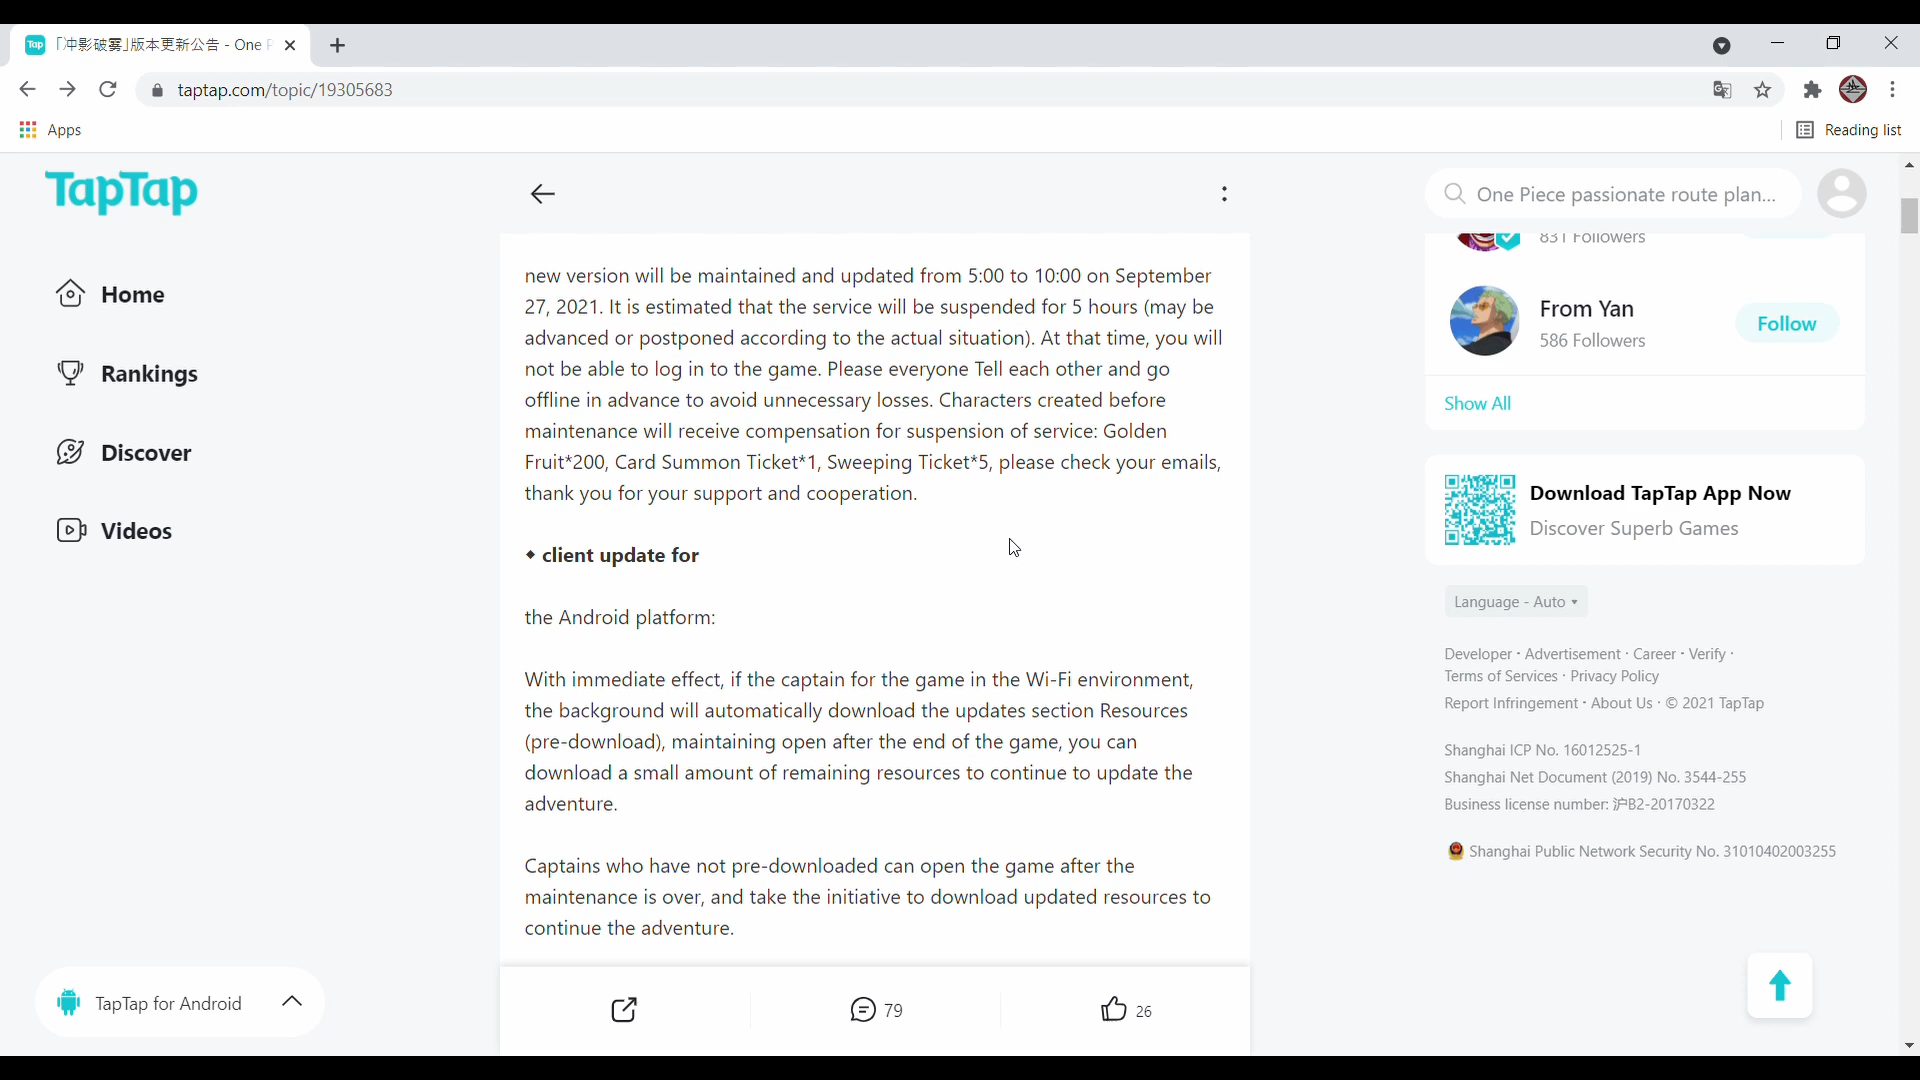 Tap 「冲影破雾」版本更新公告 - One
taptap.com/topic/19305683
Apps
Reading list
TapTap
One Piece passionate route plan...
Home
Rankings
Discover
Videos
TapTap for Android
new version will be maintained and updated from 5:00 to 10:00 on September
27, 2021. It is estimated that the service will be suspended for 5 hours (may be
advanced or postponed according to the actual situation). At that time, you will
not be able to log in to the game. Please everyone Tell each other and go
offline in advance to avoid unnecessary losses. Characters created before
maintenance will receive compensation for suspension of service: Golden
Fruit*200, Card Summon Ticket*1, Sweeping Ticket*5, please check your emails,
thank you for your support and cooperation.
◆ client update for
the Android platform:
With immediate effect, if the captain for the game in the Wi-Fi environment,
the background will automatically download the updates section Resources
(pre-download), maintaining open after the end of the game, you can
download a small amount of remaining resources to continue to update the
adventure.
Captains who have not pre-downloaded can open the game after the
maintenance is over, and take the initiative to download updated resources to
continue the adventure.
79
26
831 Followers
From Yan
586 Followers
Follow
Show All
Download TapTap App Now
Discover Superb Games
Language - Auto ▾
Developer · Advertisement · Career · Verify ·
Terms of Services · Privacy Policy
Report Infringement · About Us · © 2021 TapTap
Shanghai ICP No. 16012525-1
Shanghai Net Document (2019) No. 3544-255
Business license number: 沪B2-20170322
Shanghai Public Network Security No. 31010402003255